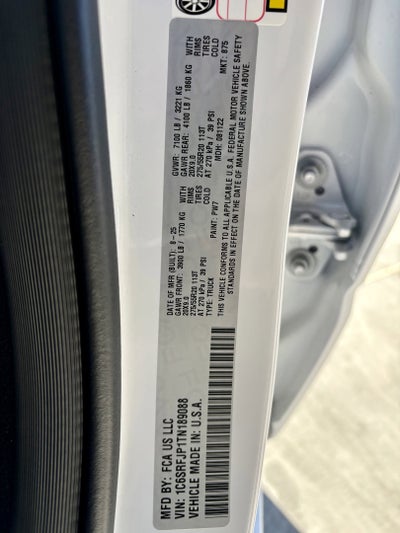 MFD BY: FCA US LLC
VIN: 1C6SRFJP1TN189088
VEHICLE MADE IN: U.S.A.
DATE OF MFR (BUILT): 8-25
GVWR: 7100 LB / 3221 KG
GAWR FRONT: 3900 LB / 1770 KG
WITH
GAWR REAR: 4100 LB / 1860 KG
WITH
20X9.0
RIMS
20X9.0
RIMS
275/55R20 113T
TIRES
275/55R20 113T
TIRES
AT 270 kPa / 39 PSI
COLD
AT 270 kPa / 39 PSI
COLD
TYPE: TRUCK
PAINT: PW7
MDH: 081122
MKT: 875
THIS VEHICLE CONFORMS TO ALL APPLICABLE U.S.A. FEDERAL MOTOR VEHICLE SAFETY
STANDARDS IN EFFECT ON THE DATE OF MANUFACTURE SHOWN ABOVE.